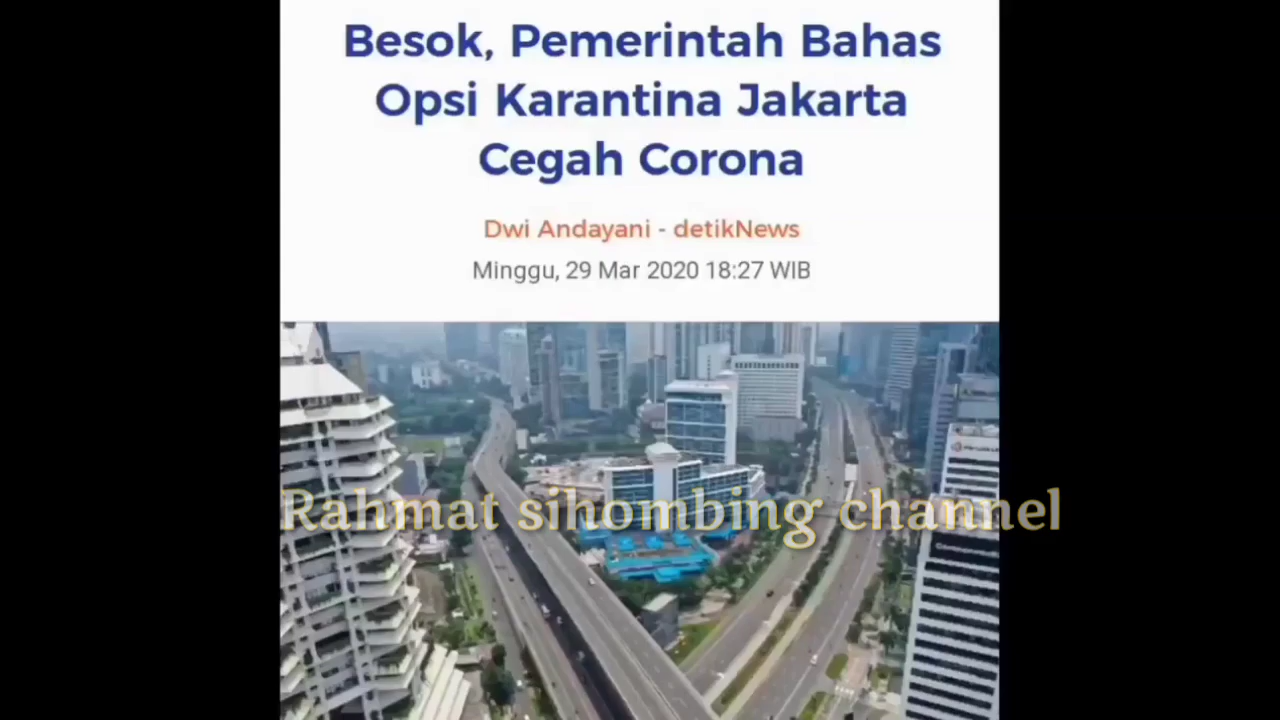 Besok, Pemerintah Bahas
Opsi Karantina Jakarta
Cegah Corona
Dwi Andayani - detikNews
Minggu, 29 Mar 2020 18:27 WIB
Rahmat sihombing channel